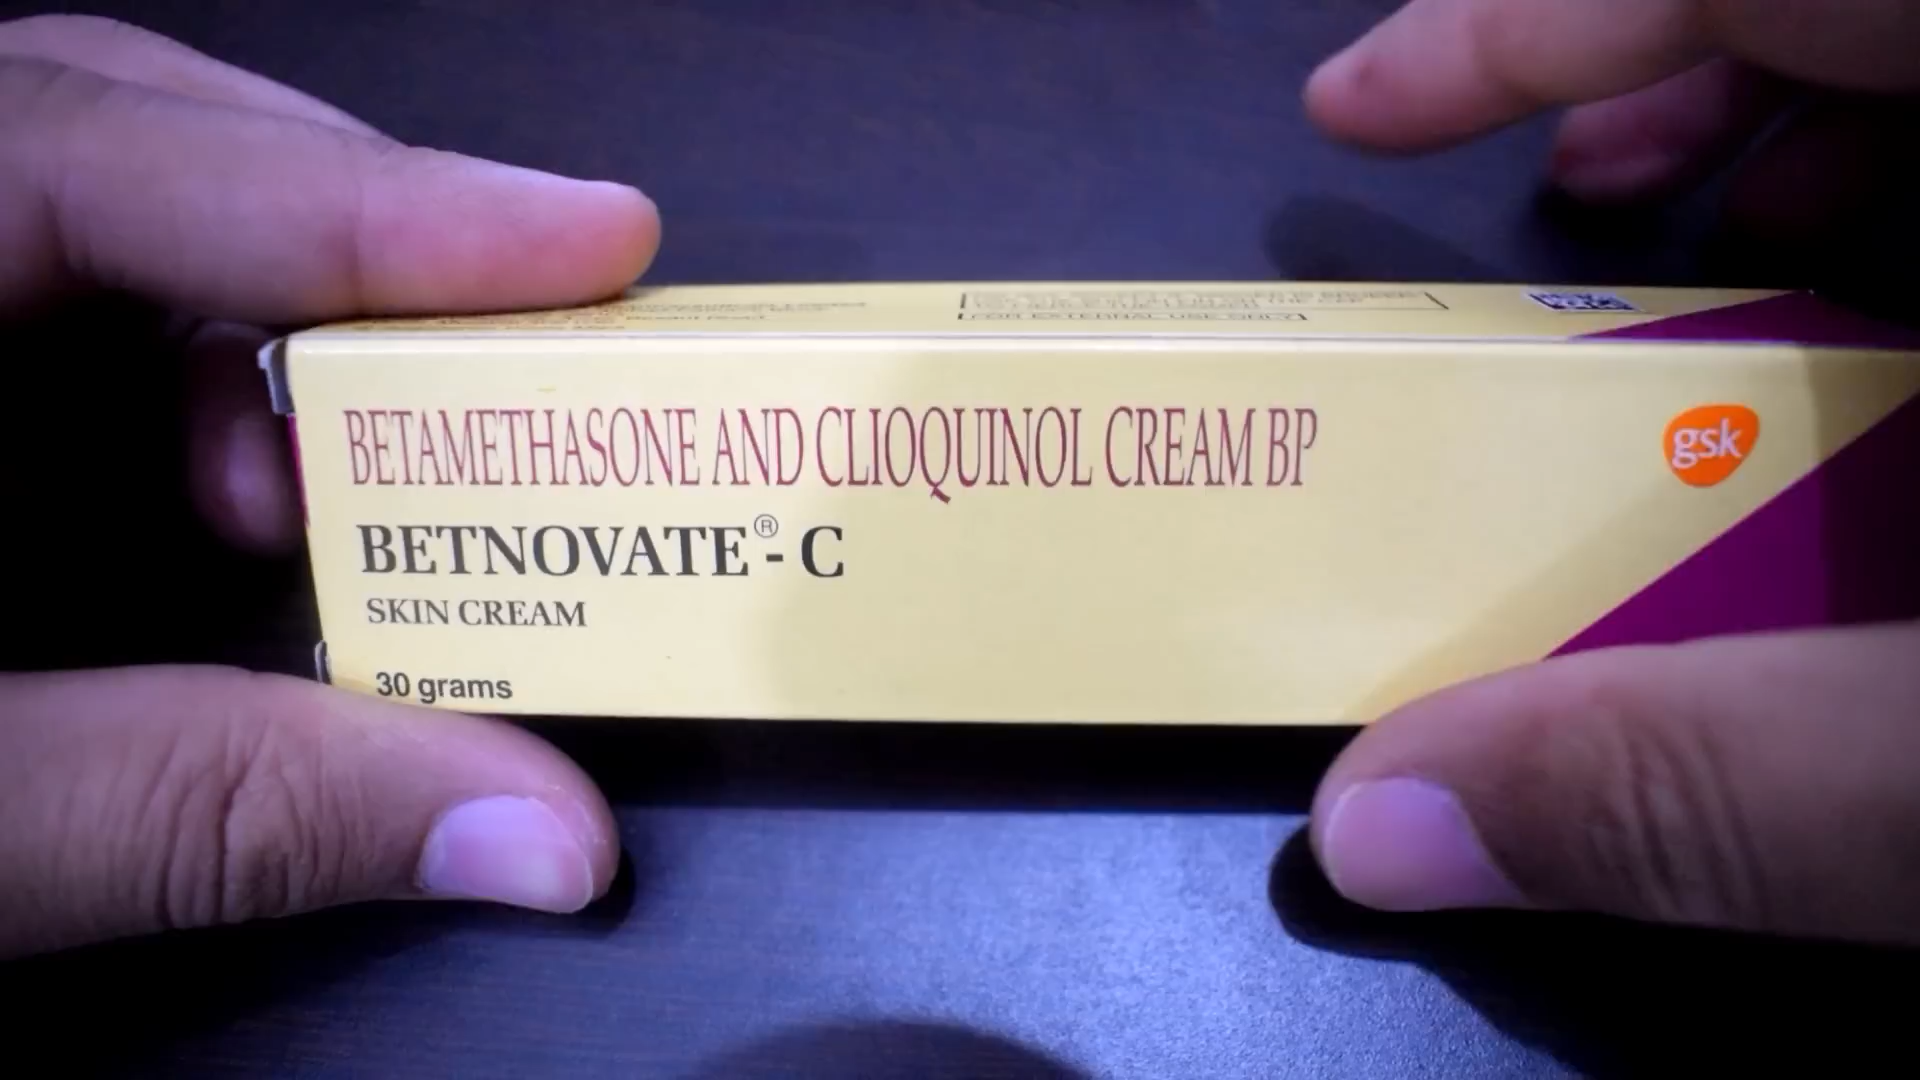 FOR EXTERNAL USE ONLY
BETAMETHASONE AND CLIOQUINOL CREAM BP
gsk
BETNOVATE®- C
SKIN CREAM
30 grams